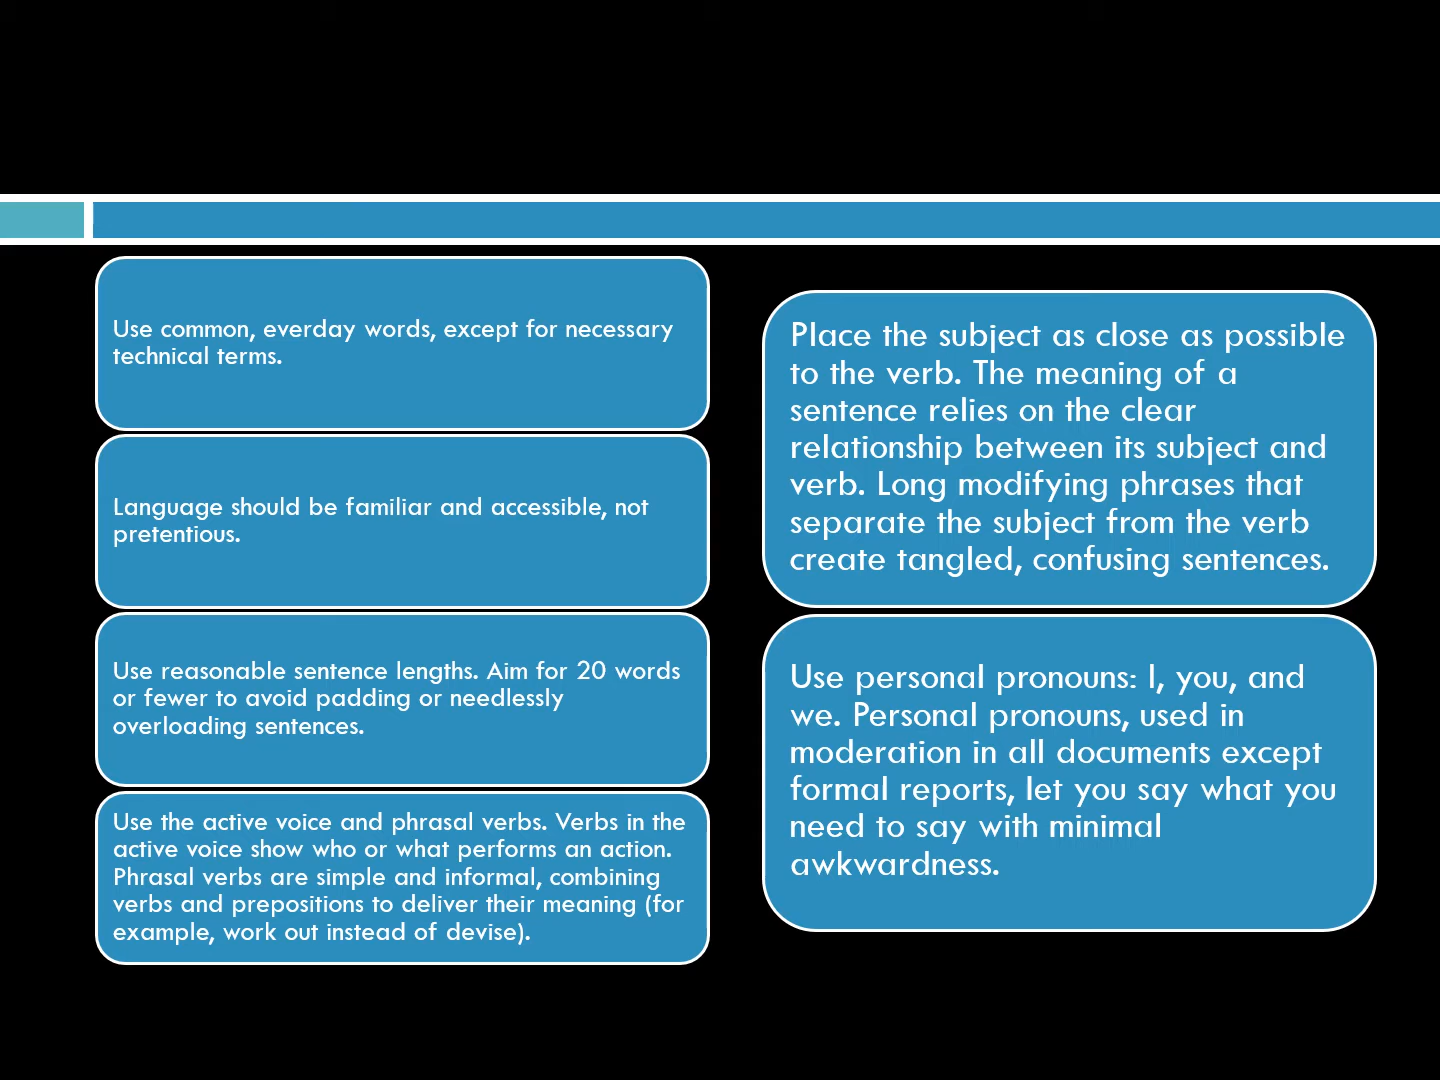 Use common, everday words, except for necessary
technical terms.
Language should be familiar and accessible, not
pretentious.
Use reasonable sentence lengths. Aim for 20 words
or fewer to avoid padding or needlessly
overloading sentences.
Use the active voice and phrasal verbs. Verbs in the
active voice show who or what performs an action.
Phrasal verbs are simple and informal, combining
verbs and prepositions to deliver their meaning (for
example, work out instead of devise).
Place the subject as close as possible
to the verb. The meaning of a
sentence relies on the clear
relationship between its subject and
verb. Long modifying phrases that
separate the subject from the verb
create tangled, confusing sentences.
Use personal pronouns: I, you, and
we. Personal pronouns, used in
moderation in all documents except
formal reports, let you say what you
need to say with minimal
awkwardness.